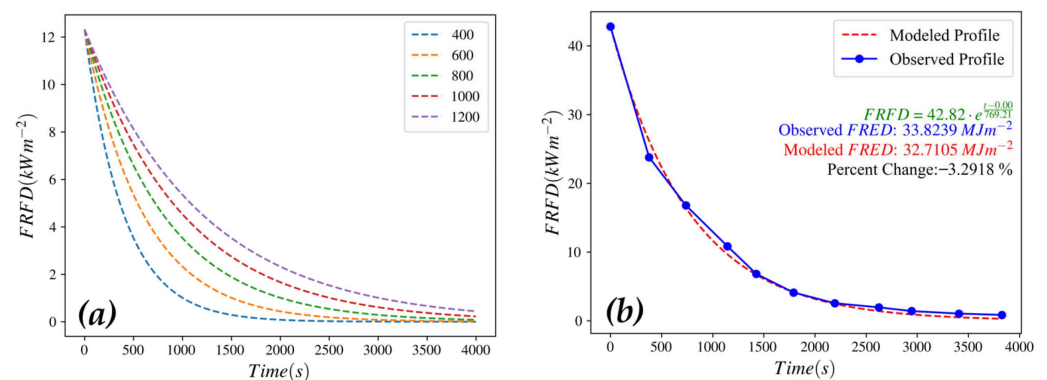 12
10
8
6
4
2
0
FRFD(kWm⁻²)
400
600
800
1000
1200
(a)
0 500 1000 1500 2000 2500 3000 3500 4000
Time(s)
40
30
20
10
0
FRFD(kWm⁻²)
Modeled Profile
Observed Profile
FRFD = 42.82 · e^{\frac{t−0.00}{769.21}}
Observed FRED: 33.8239 MJm⁻²
Modeled FRED: 32.7105 MJm⁻²
Percent Change:−3.2918 %
(b)
0 500 1000 1500 2000 2500 3000 3500 4000
Time(s)